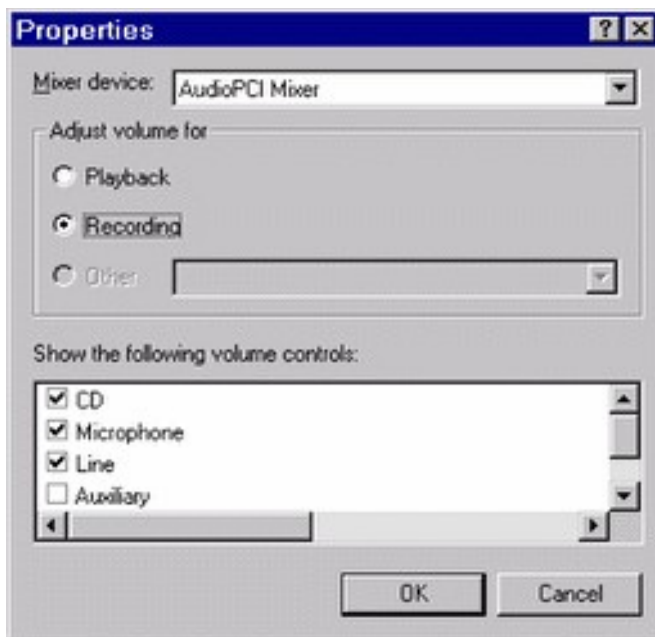 Properties
Mixer device: AudioPCI Mixer
Adjust volume for
Playback
Recording
Other
Show the following volume controls:
CD
Microphone
Line
Auxiliary
OK Cancel